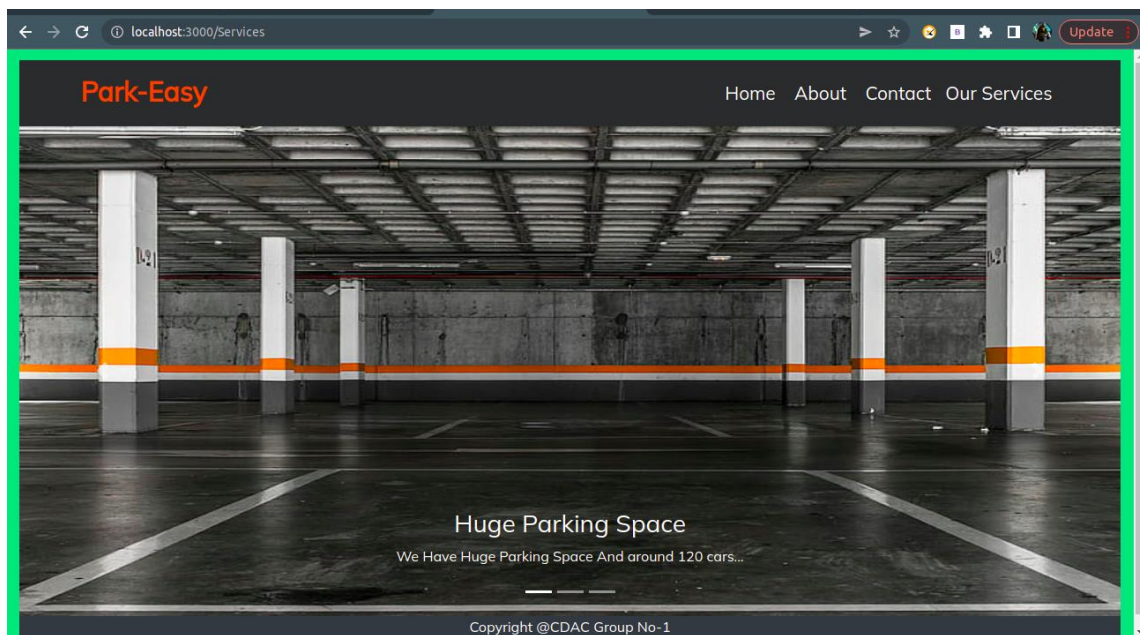 localhost:3000/Services
Update
Park-Easy
Home About Contact Our Services
D-21
Huge Parking Space
We Have Huge Parking Space And around 120 cars...
Copyright @CDAC Group No-1